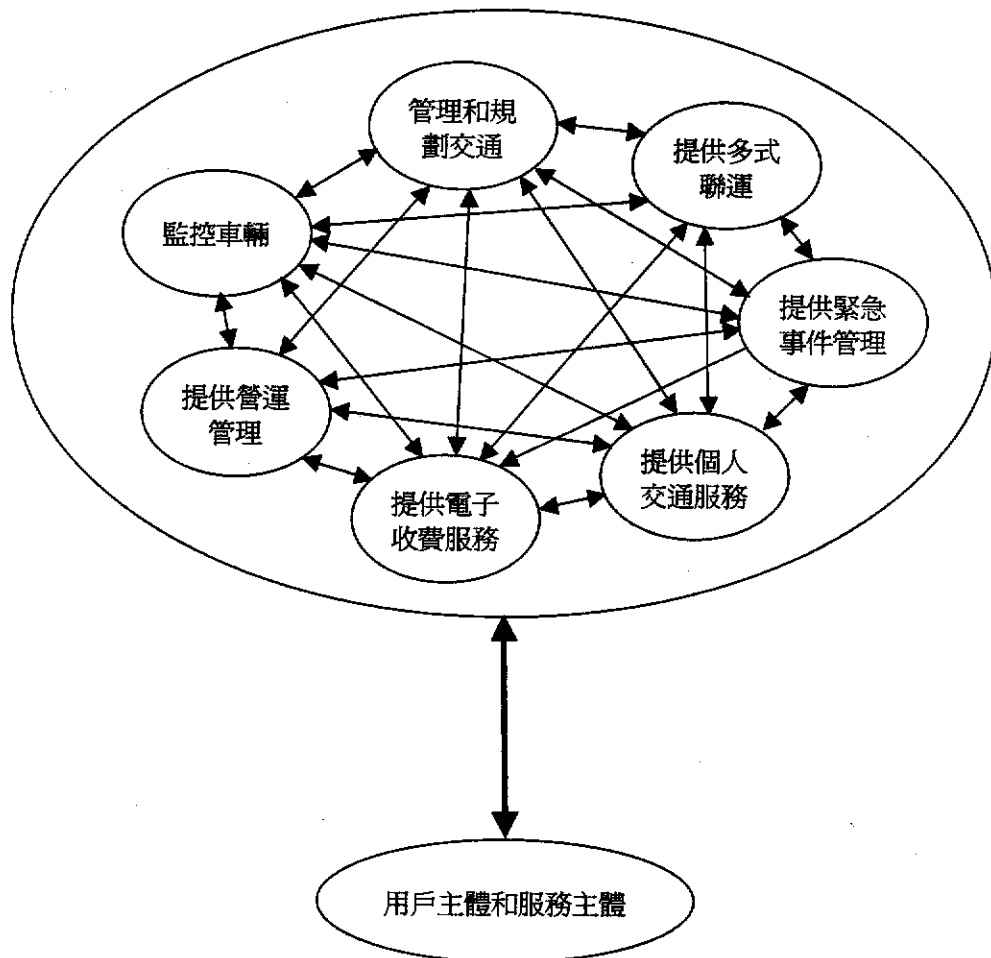 管理和規
劃交通
提供多式
聯運
監控車輛
提供緊急
事件管理
提供營運
管理
提供個人
交通服務
提供電子
收費服務
用戶主體和服務主體